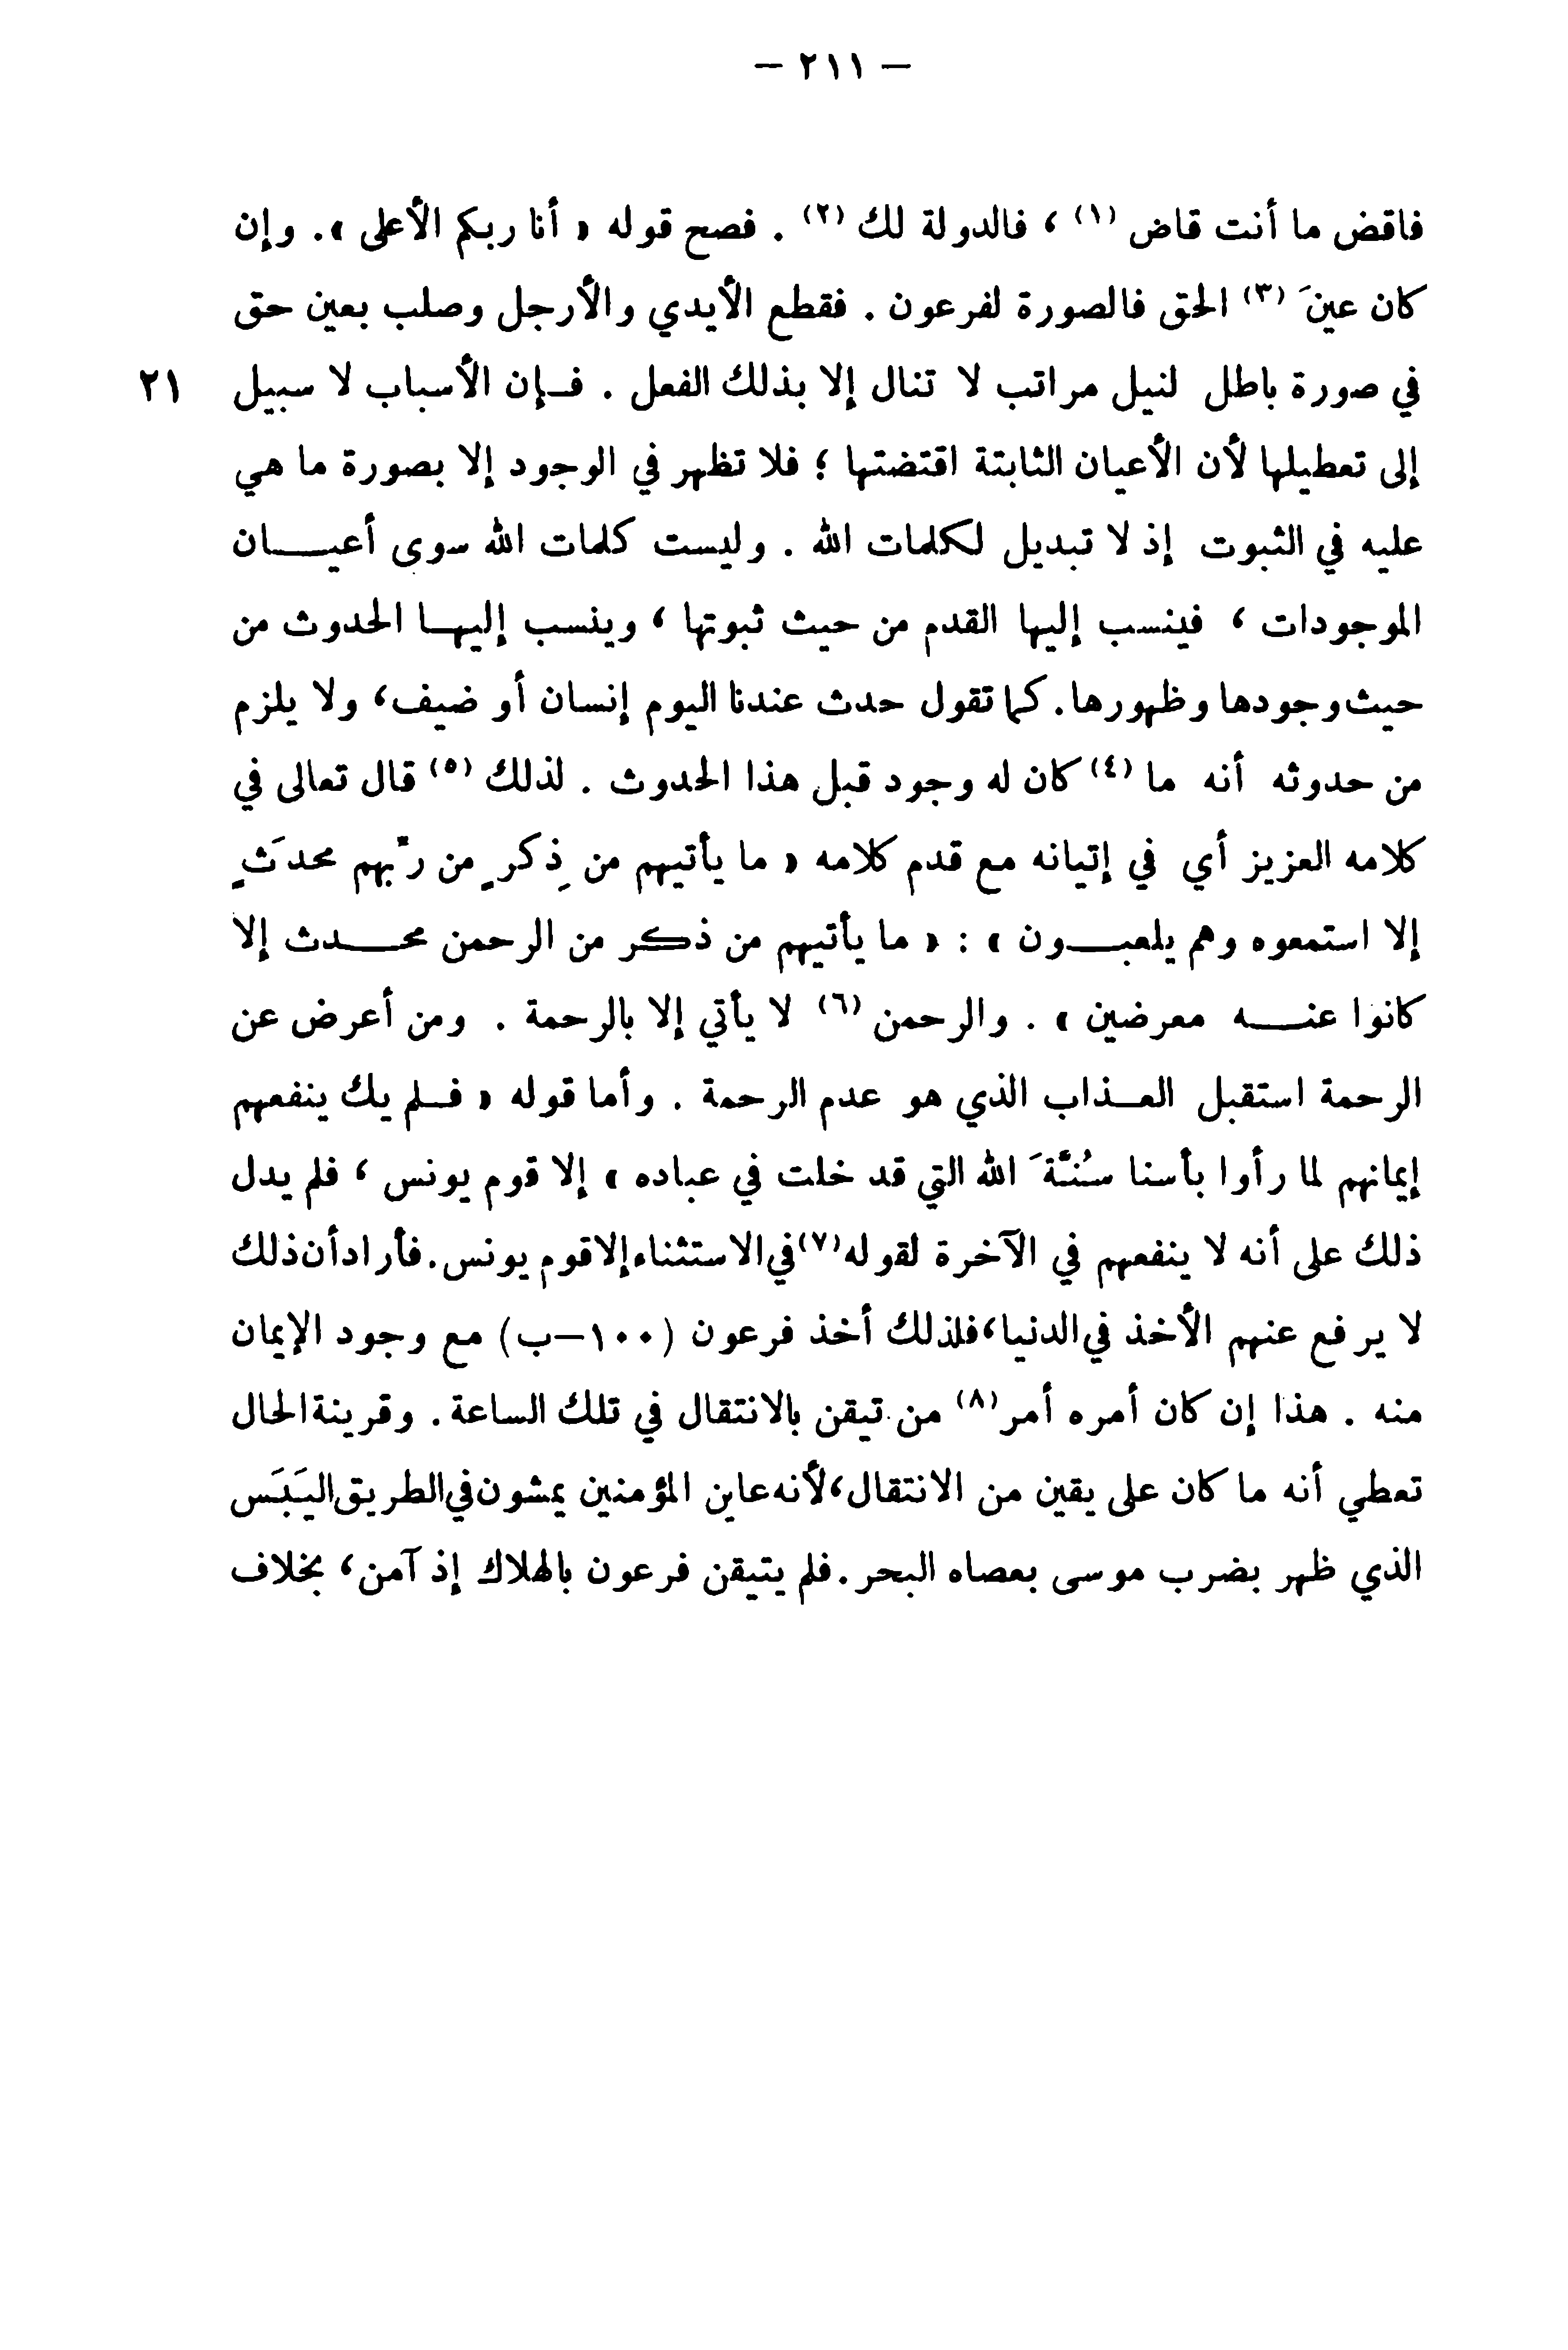 – ٢١١ –
فاقض ما أنت قاض (١) ، فالدولة لك (٢) . فصح قوله « أنا ربكم الأعلى ». وإن
كان عينَ (٣) الحق فالصورة لفرعون . فقطع الأيدي والأرجل وصلب بعين حق
في صورة باطل لنيل مراتب لا تنال إلا بذلك الفعل . فـإن الأسباب لا سبيل ٢١
إلى تعطيلها لأن الأعيان الثابتة اقتضتها ؛ فلا تظهر في الوجود إلا بصورة ما هي
عليه في الثبوت إذ لا تبديل لكلمات الله . وليست كلمات الله سوى أعيـــان
الموجودات ، فينسب إليها القدم من حيث ثبوتها ، وينسب إليهـا الحدوث من
حيث وجودها وظهورها. كما تقول حدث عندنا اليوم إنسان أو ضيف، ولا يلزم
من حدوثه أنه ما (٤) كان له وجود قبل هذا الحدوث . لذلك (٥) قال تعالى في
كلامه العزيز أي في إتيانه مع قدم كلامه « ما يأتيهم من ذِكرٍ من ربّهم محدَثٍ
إلا استمعوه وهم يلعبـــون » : « ما يأتيهم من ذكـر من الرحمن محـــدث إلا
كانوا عنـــه معرضين » . والرحمن (٦) لا يأتي إلا بالرحمة . ومن أعرض عن
الرحمة استقبل العـذاب الذي هو عدم الرحمة . وأما قوله « فـلم يك ينفعهم
إيمانهم لما رأوا بأسنا سُنَّةَ الله التي قد خلت في عباده » إلا قوم يونس ، فلم يدل
ذلك على أنه لا ينفعهم في الآخرة لقوله (٧) في الاستثناء إلا قوم يونس. فأراد أن ذلك
لا يرفع عنهم الأخذ في الدنيا، فلذلك أخذ فرعون (١٠٠–ب) مع وجود الإيمان
منه . هذا إن كان أمره أمر (٨) من تيقن بالانتقال في تلك الساعة. وقرينة الحال
تعطي أنه ما كان على يقين من الانتقال، لأنه عاين المؤمنين يمشون في الطريق اليَبَس
الذي ظهر بضرب موسى بعصاه البحر. فلم يتيقن فرعون بالهلاك إذ آمن، بخلاف